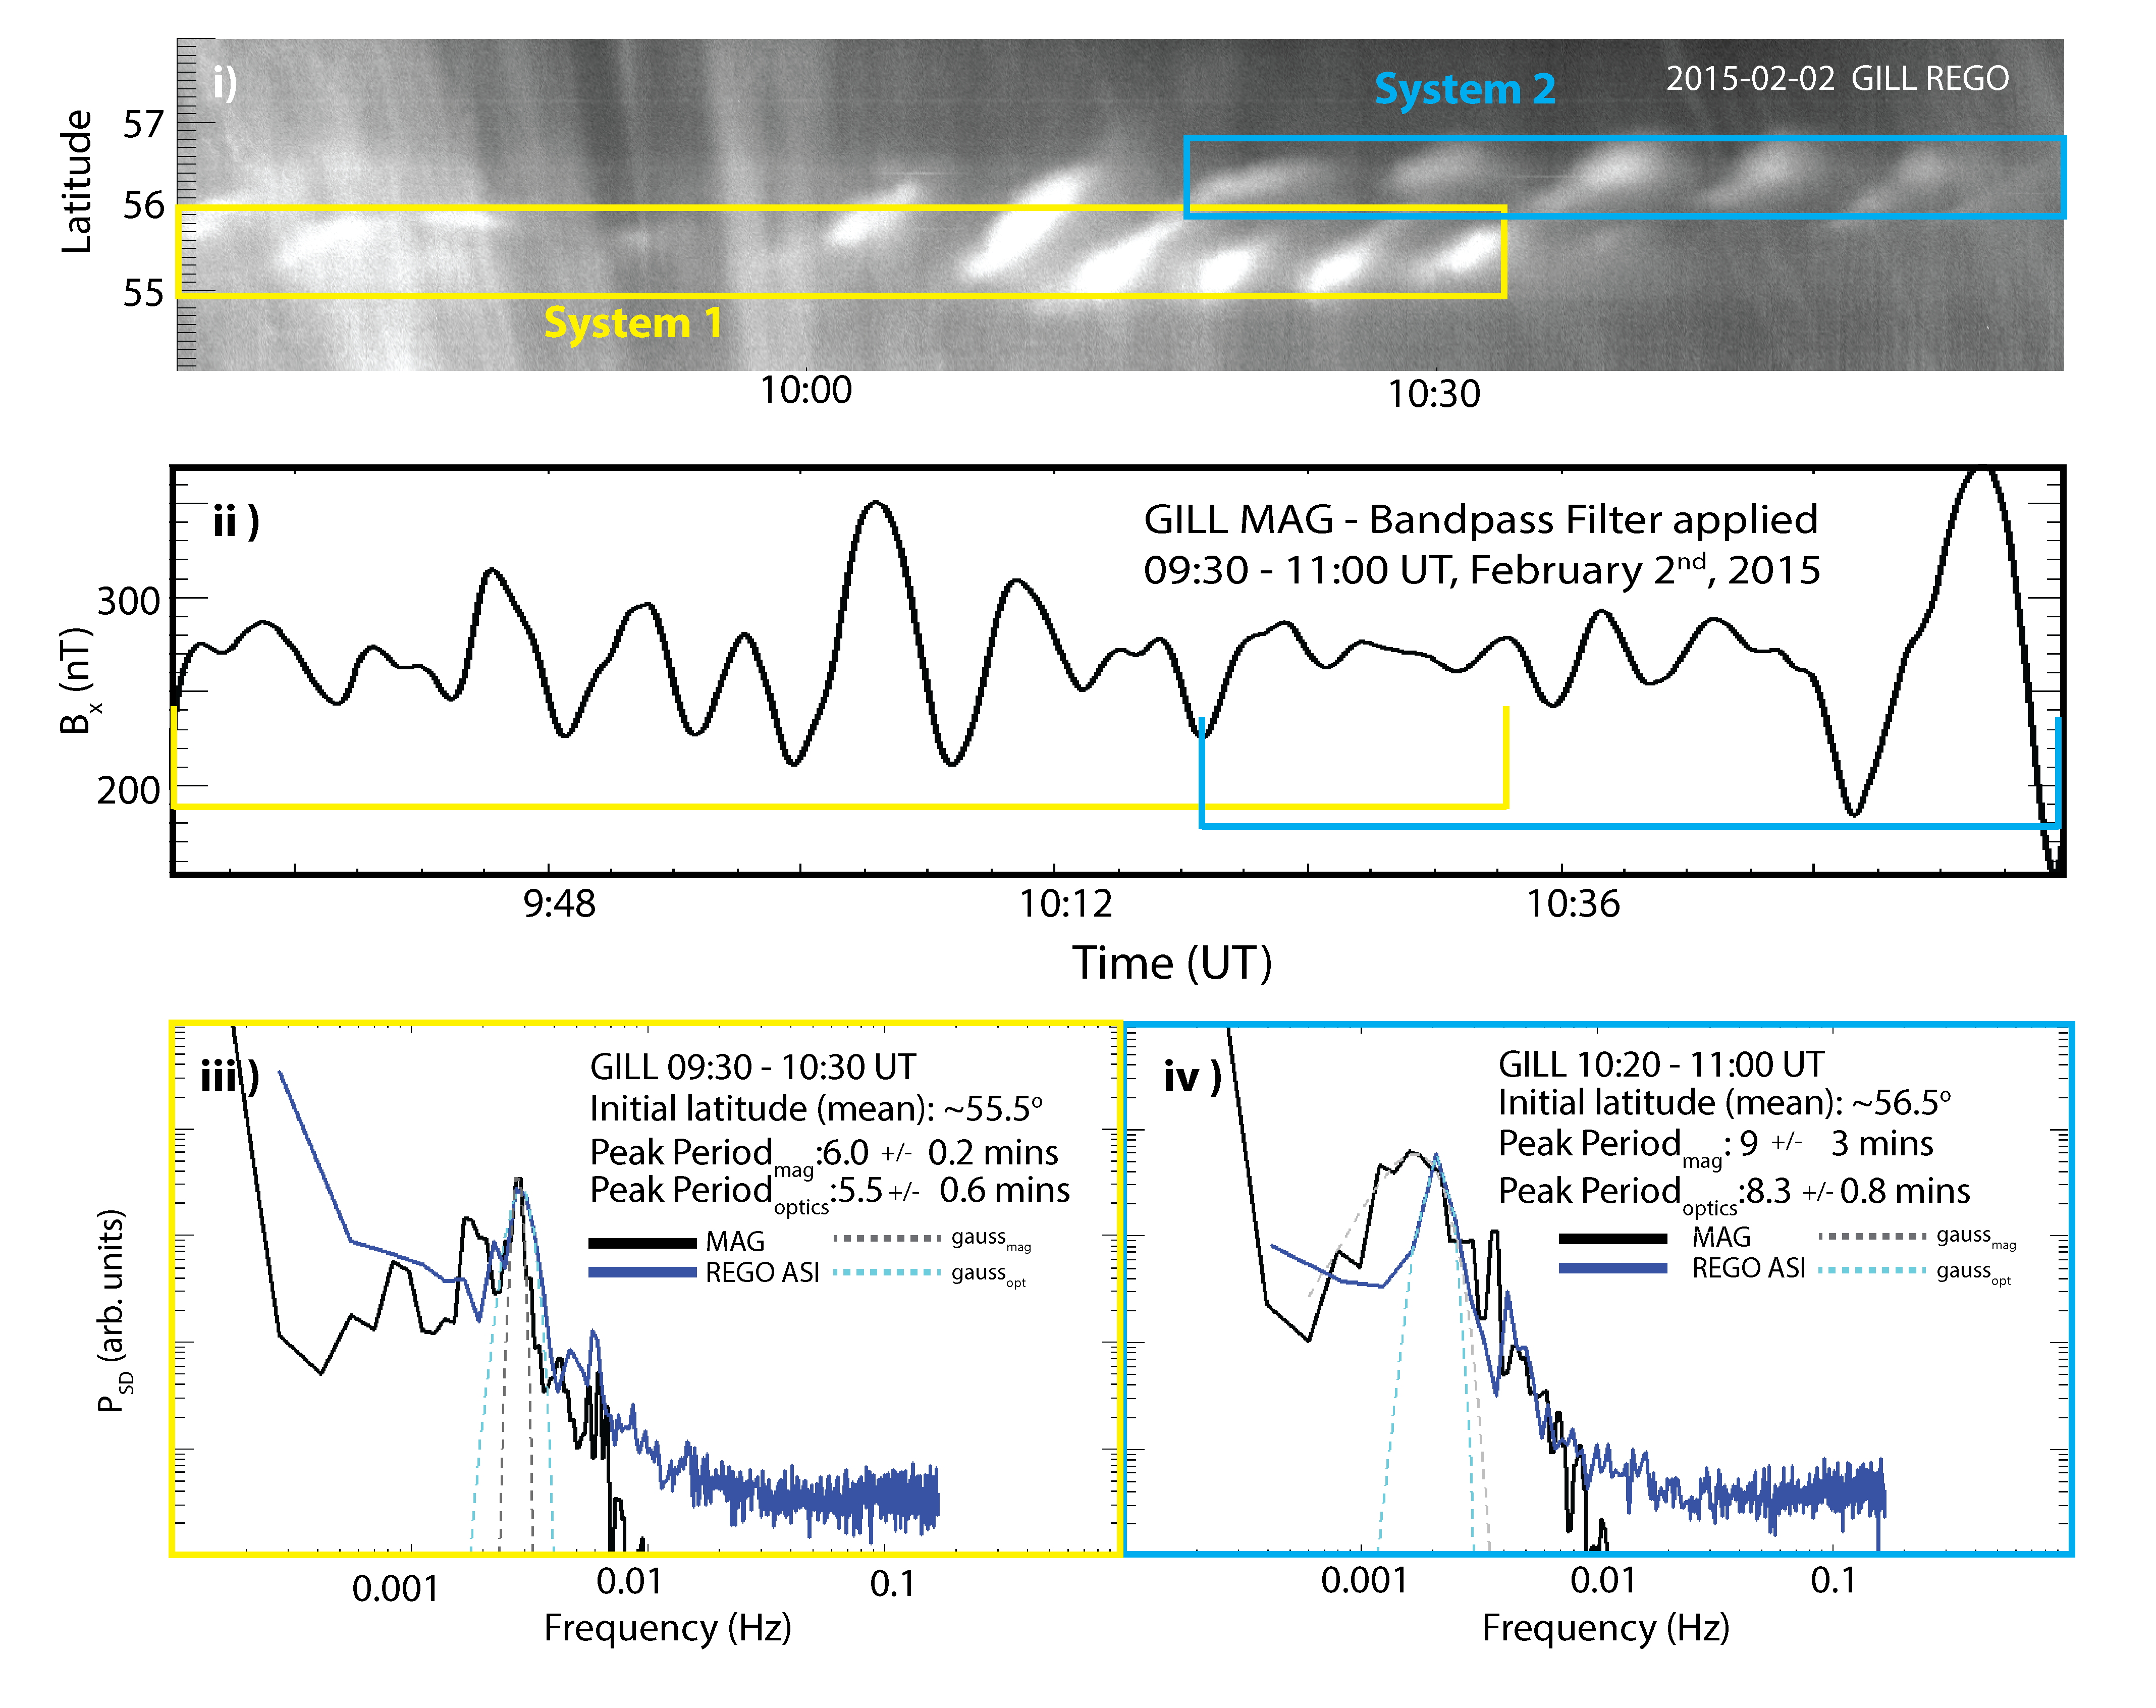 i)
System 2
2015-02-02 GILL REGO
Latitude
57
56
55
System 1
10:00
10:30
ii )
GILL MAG - Bandpass Filter applied
09:30 - 11:00 UT, February 2nd, 2015
Bx (nT)
300
200
9:48
10:12
10:36
Time (UT)
iii )
GILL 09:30 - 10:30 UT
Initial latitude (mean): ~55.5o
Peak Periodmag:6.0 +/- 0.2 mins
Peak Periodoptics:5.5 +/- 0.6 mins
MAG
gaussmag
REGO ASI
gaussopt
PSD (arb. units)
0.001
0.01
0.1
Frequency (Hz)
iv )
GILL 10:20 - 11:00 UT
Initial latitude (mean): ~56.5o
Peak Periodmag: 9 +/- 3 mins
Peak Periodoptics:8.3 +/- 0.8 mins
MAG
gaussmag
REGO ASI
gaussopt
0.001
0.01
0.1
Frequency (Hz)